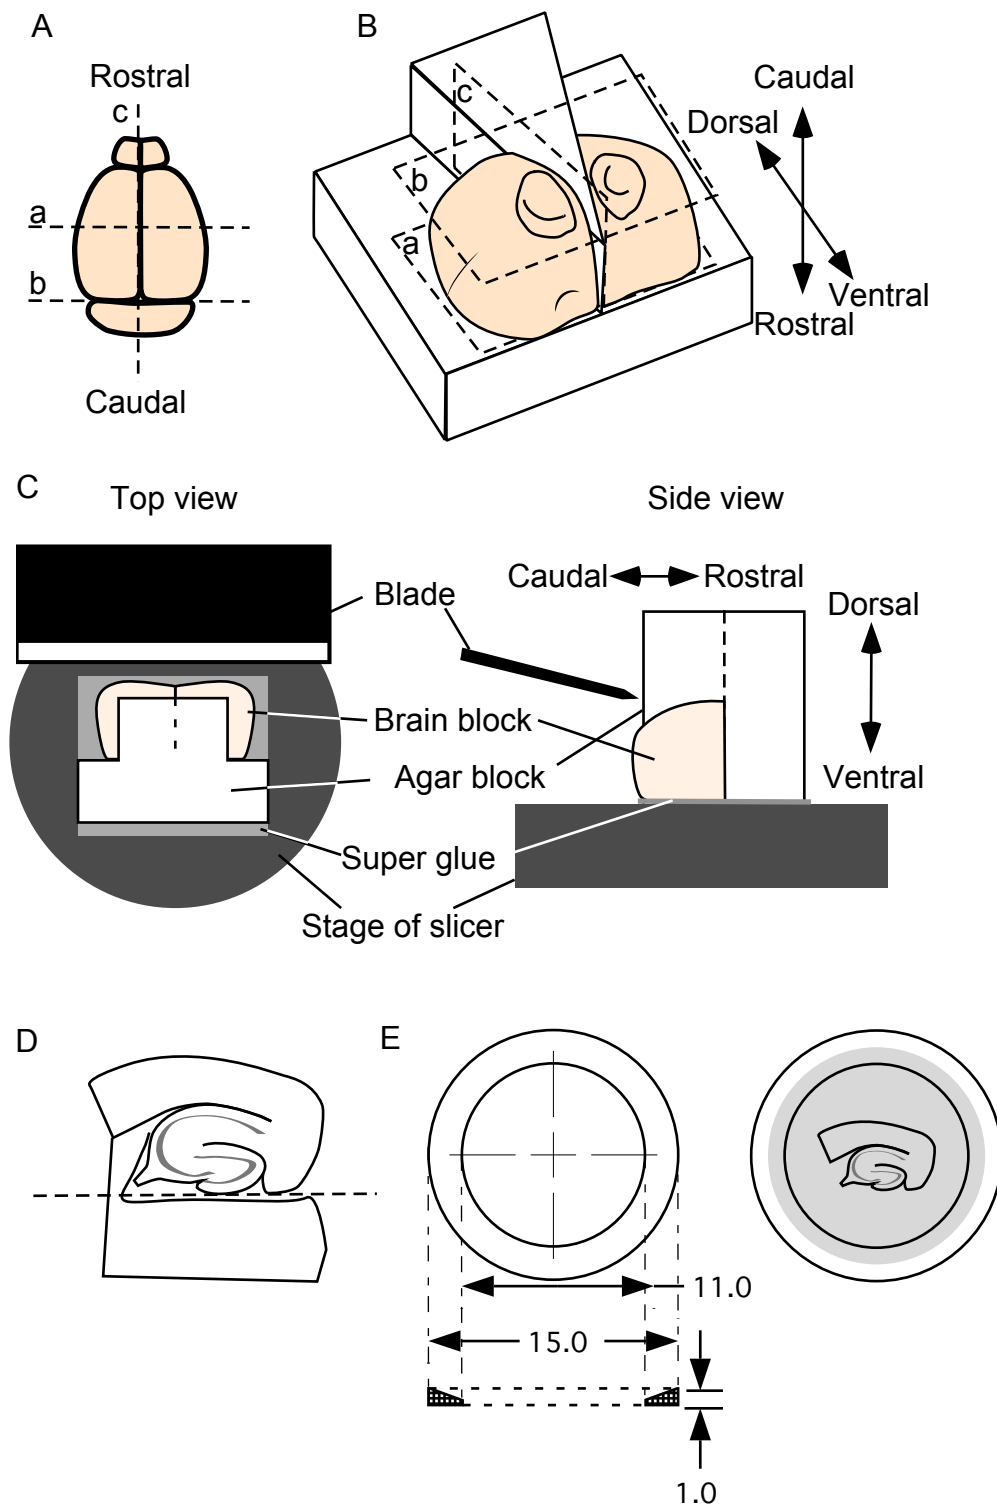 A
Rostral
c
a
b
Caudal
B
c
b
a
Caudal
Dorsal
Ventral
Rostral
C
Top view
Side view
Blade
Caudal
Rostral
Dorsal
Brain block
Agar block
Ventral
Super glue
Stage of slicer
D
E
11.0
15.0
1.0